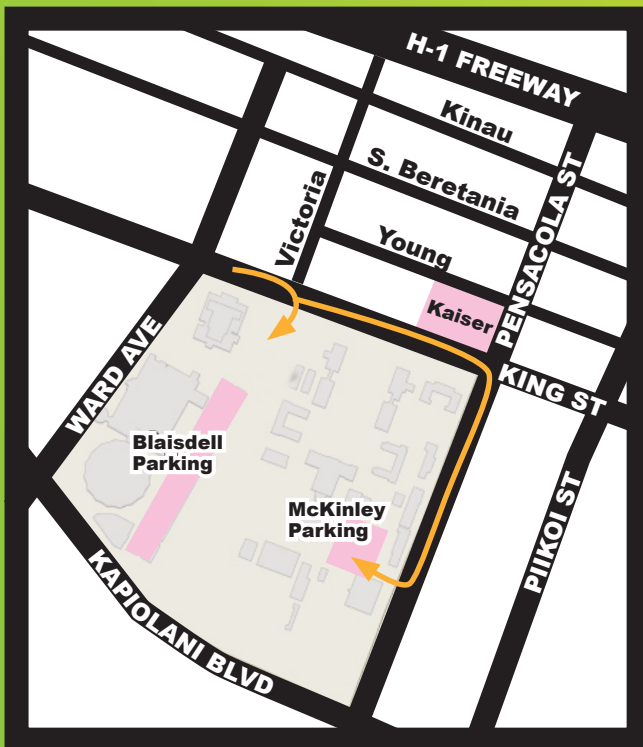 H-1 FREEWAY
Kinau
S. Beretania
Victoria
Young
PENSACOLA ST
Kaiser
WARD AVE
KING ST
Blaisdell
Parking
McKinley
Parking
PIIKOI ST
KAPIOLANI BLVD